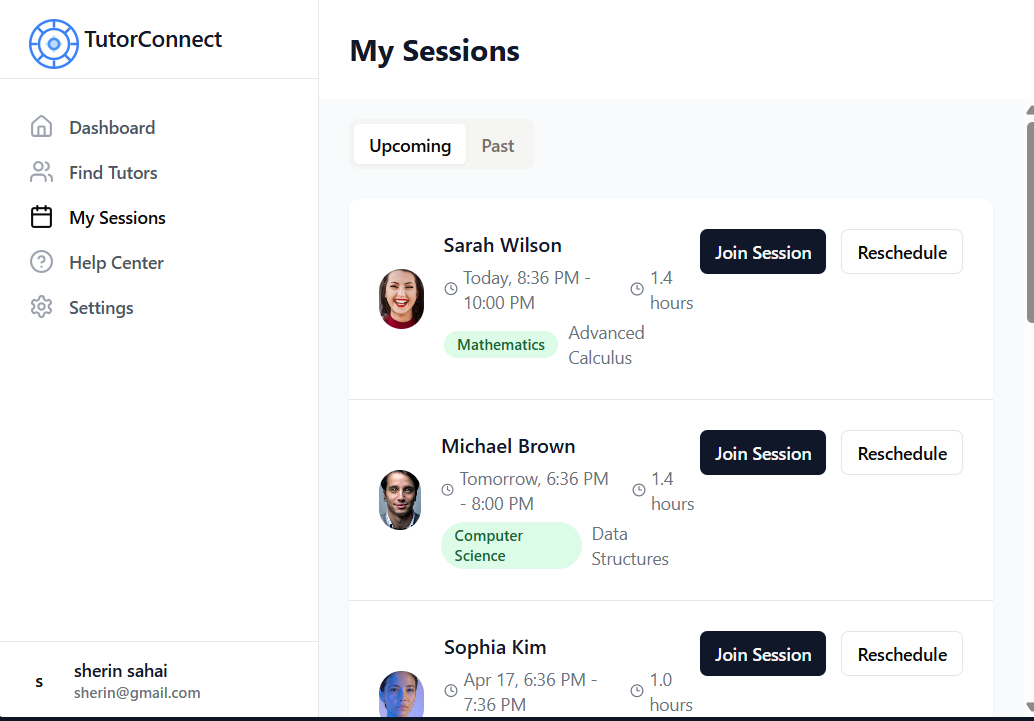 TutorConnect
Dashboard
Find Tutors
My Sessions
Help Center
Settings
s
sherin sahai
sherin@gmail.com
My Sessions
Upcoming
Past
Sarah Wilson
Today, 8:36 PM -
10:00 PM
1.4
hours
Mathematics
Advanced
Calculus
Join Session
Reschedule
Michael Brown
Tomorrow, 6:36 PM
- 8:00 PM
1.4
hours
Computer
Science
Data
Structures
Join Session
Reschedule
Sophia Kim
Apr 17, 6:36 PM -
7:36 PM
1.0
hours
Join Session
Reschedule